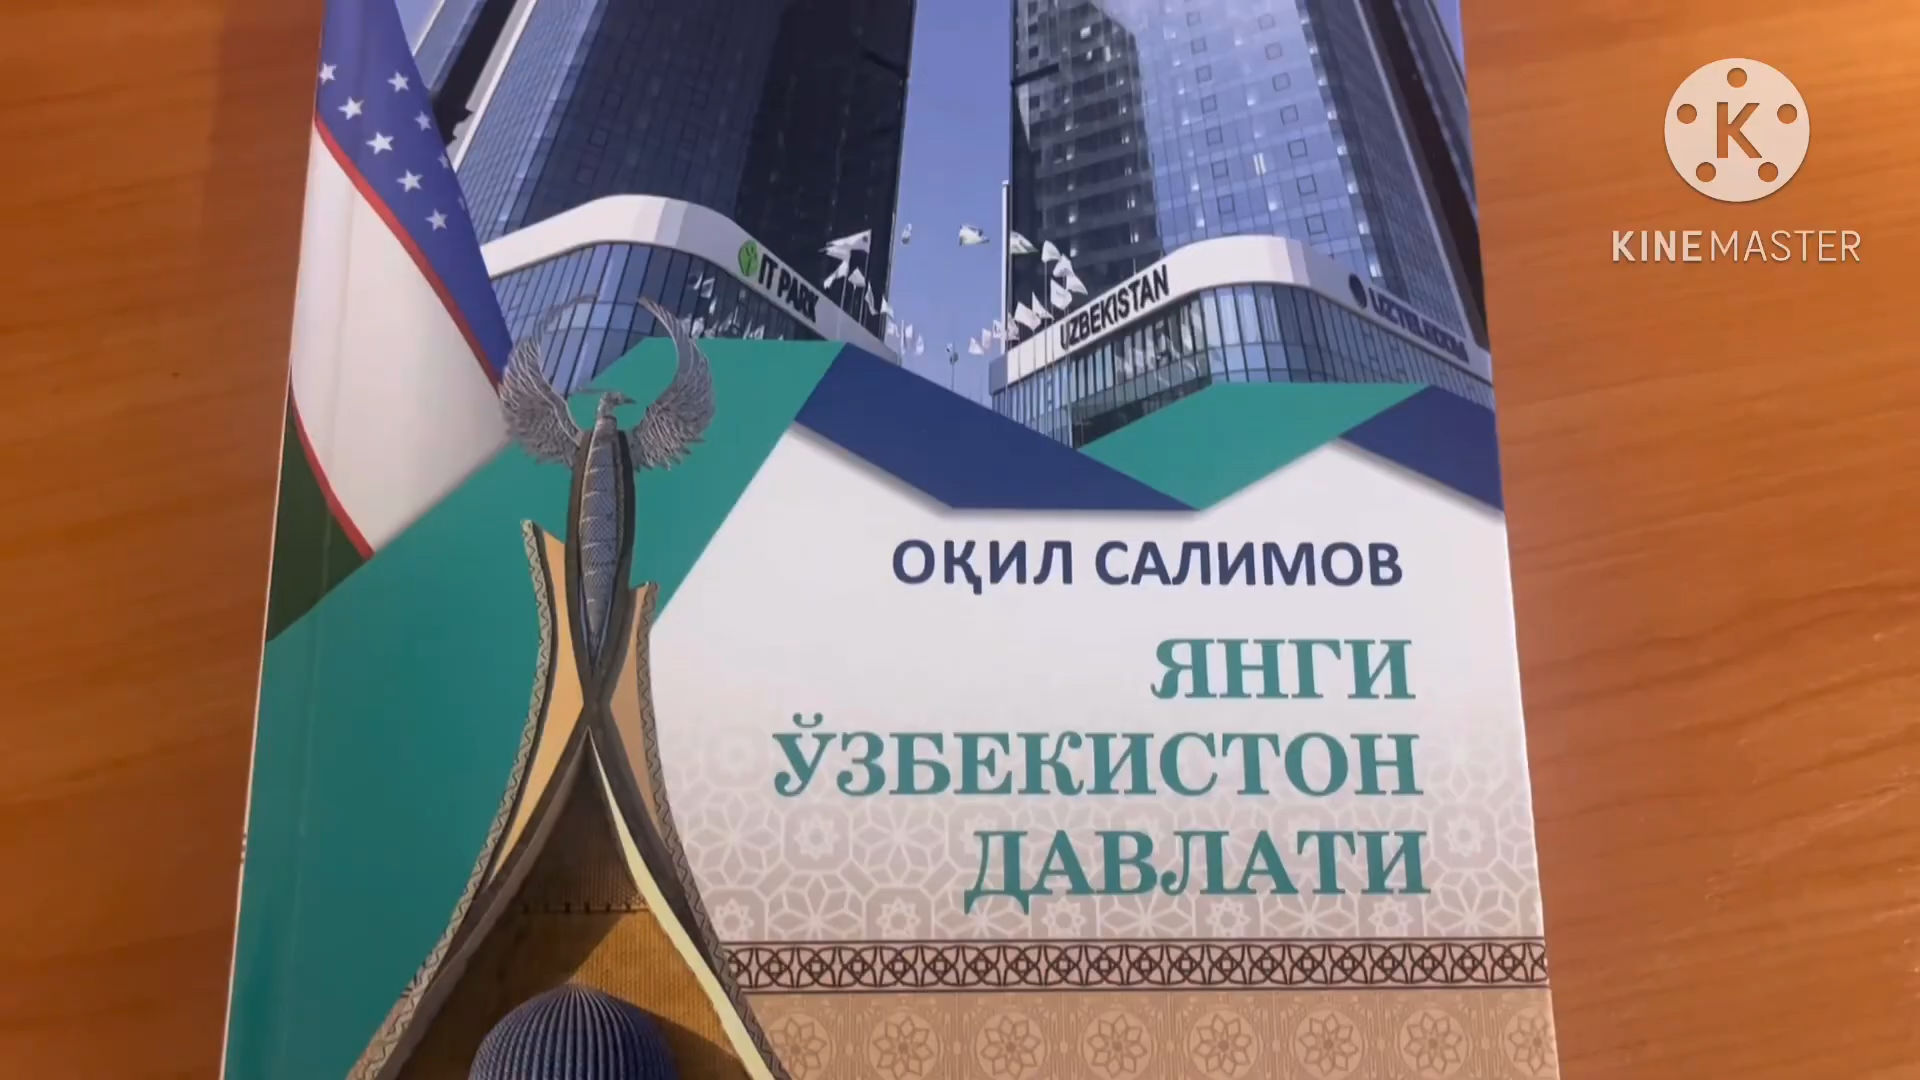 IT PARK
UZBEKISTAN
K
KINEMASTER
ОҚИЛ САЛИМОВ
ЯНГИ
ЎЗБЕКИСТОН
ДАВЛАТИ